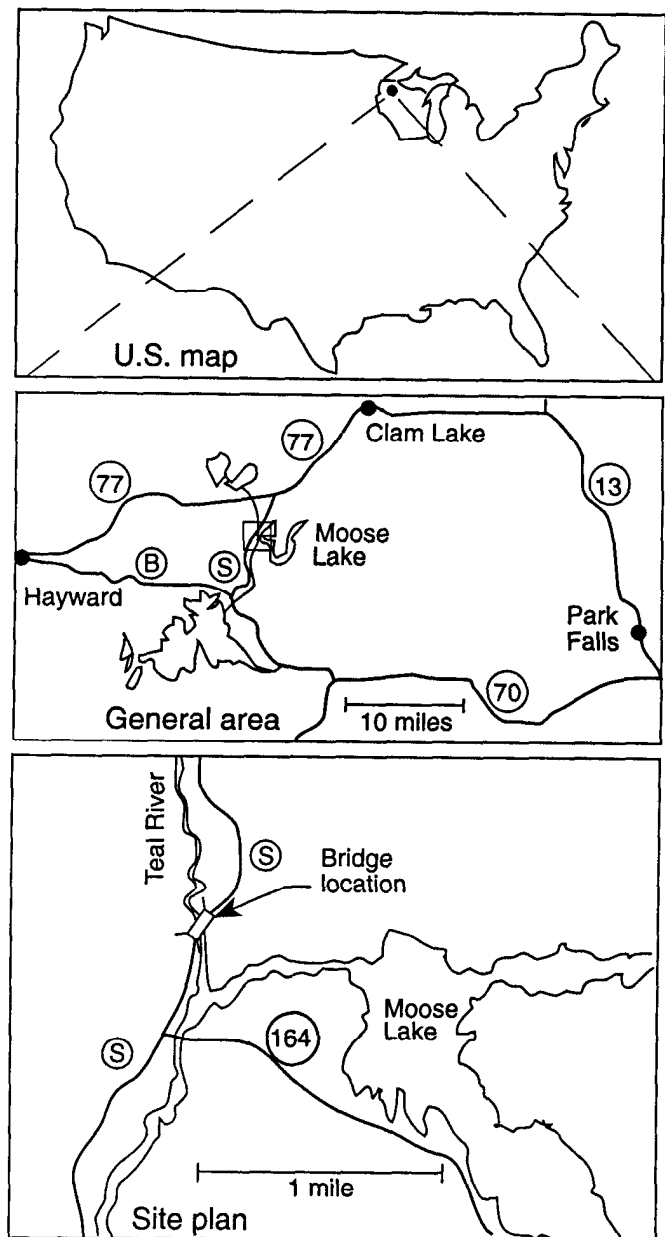 U.S. map
77
Clam Lake
77
13
Moose
Lake
B
S
Hayward
Park
Falls
70
General area
10 miles
Teal River
S
Bridge
location
Moose
Lake
164
S
1 mile
Site plan